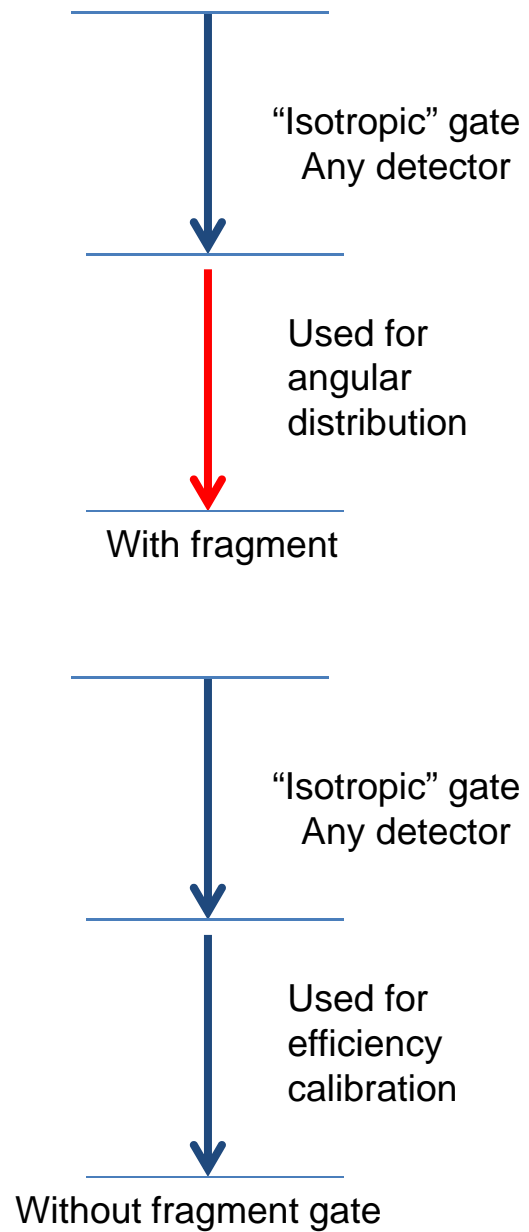 “Isotropic” gate
Any detector
Used for
angular
distribution
With fragment
“Isotropic” gate
Any detector
Used for
efficiency
calibration
Without fragment gate